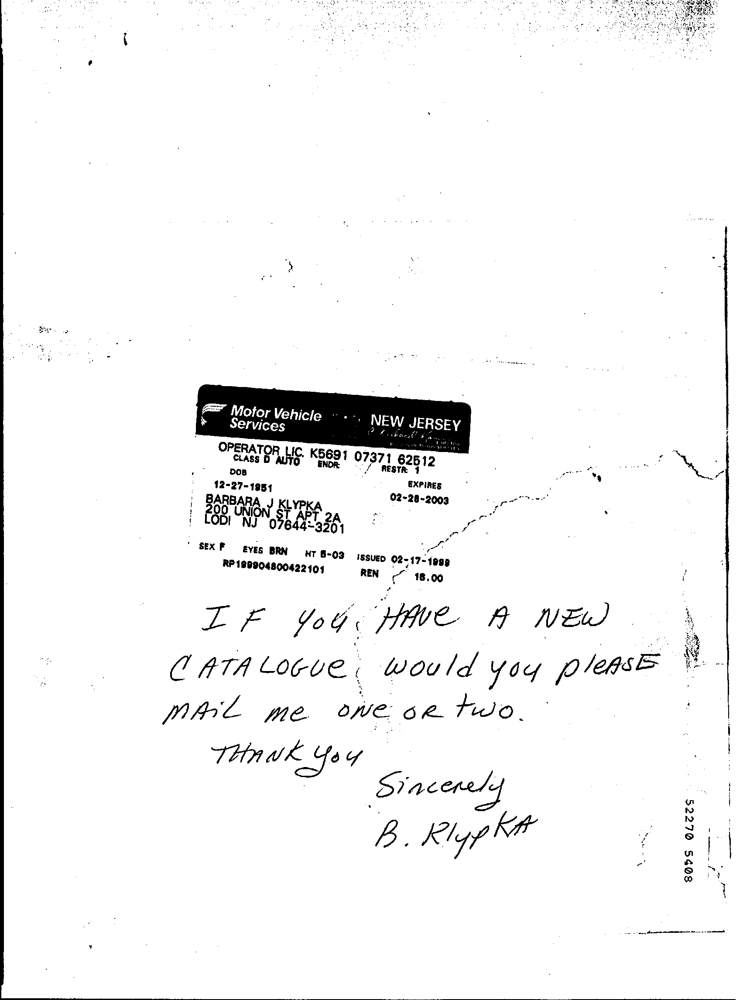 Motor Vehicle
Services
NEW JERSEY
OPERATOR LIC. K5691 07371 62512
CLASS D AUTO ENDR: RESTR: 1
DOB
12-27-1951
EXPIRES
02-28-2003
BARBARA J KLYPKA
200 UNION ST APT 2A
LODI NJ 07644-3201
SEX F EYES BRN HT 5-03 ISSUED 02-17-1999
RP199904800422101 REN 16.00
IF YOU HAVE A NEW
CATALOGUE, would you pleASE
MAiL me ONE OR two.
THANK you
Sincerely
B. KlypKA
52270 5408